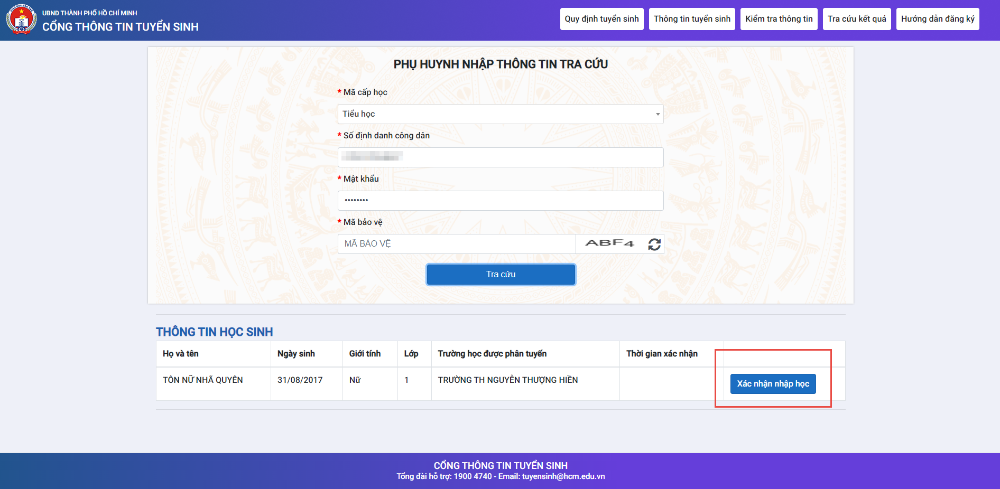 UBND THÀNH PHỐ HỒ CHÍ MINH
CỔNG THÔNG TIN TUYỂN SINH
Quy định tuyển sinh
Thông tin tuyển sinh
Kiểm tra thông tin
Tra cứu kết quả
Hướng dẫn đăng ký
PHỤ HUYNH NHẬP THÔNG TIN TRA CỨU
* Mã cấp học
Tiểu học
* Số định danh công dân
* Mật khẩu
••••••••
* Mã bảo vệ
MÃ BẢO VỆ
ABF4
Tra cứu
THÔNG TIN HỌC SINH
Họ và tên Ngày sinh Giới tính Lớp Trường học được phân tuyến Thời gian xác nhận
TÔN NỮ NHÃ QUYÊN 31/08/2017 Nữ 1 TRƯỜNG TH NGUYỄN THƯỢNG HIỀN
Xác nhận nhập học
CỔNG THÔNG TIN TUYỂN SINH
Tổng đài hỗ trợ: 1900 4740 - Email: tuyensinh@hcm.edu.vn